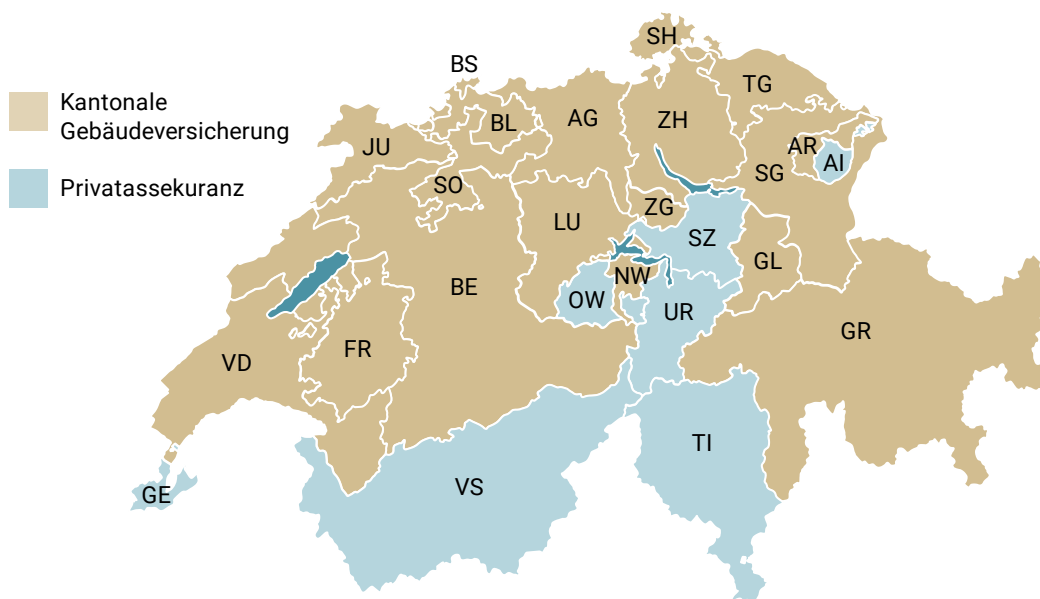 SH
BS
TG
Kantonale
Gebäudeversicherung
BL
AG
ZH
JU
AR
AI
SG
Privatassekuranz
SO
ZG
LU
SZ
GL
NW
BE
OW
UR
GR
FR
VD
TI
VS
GE